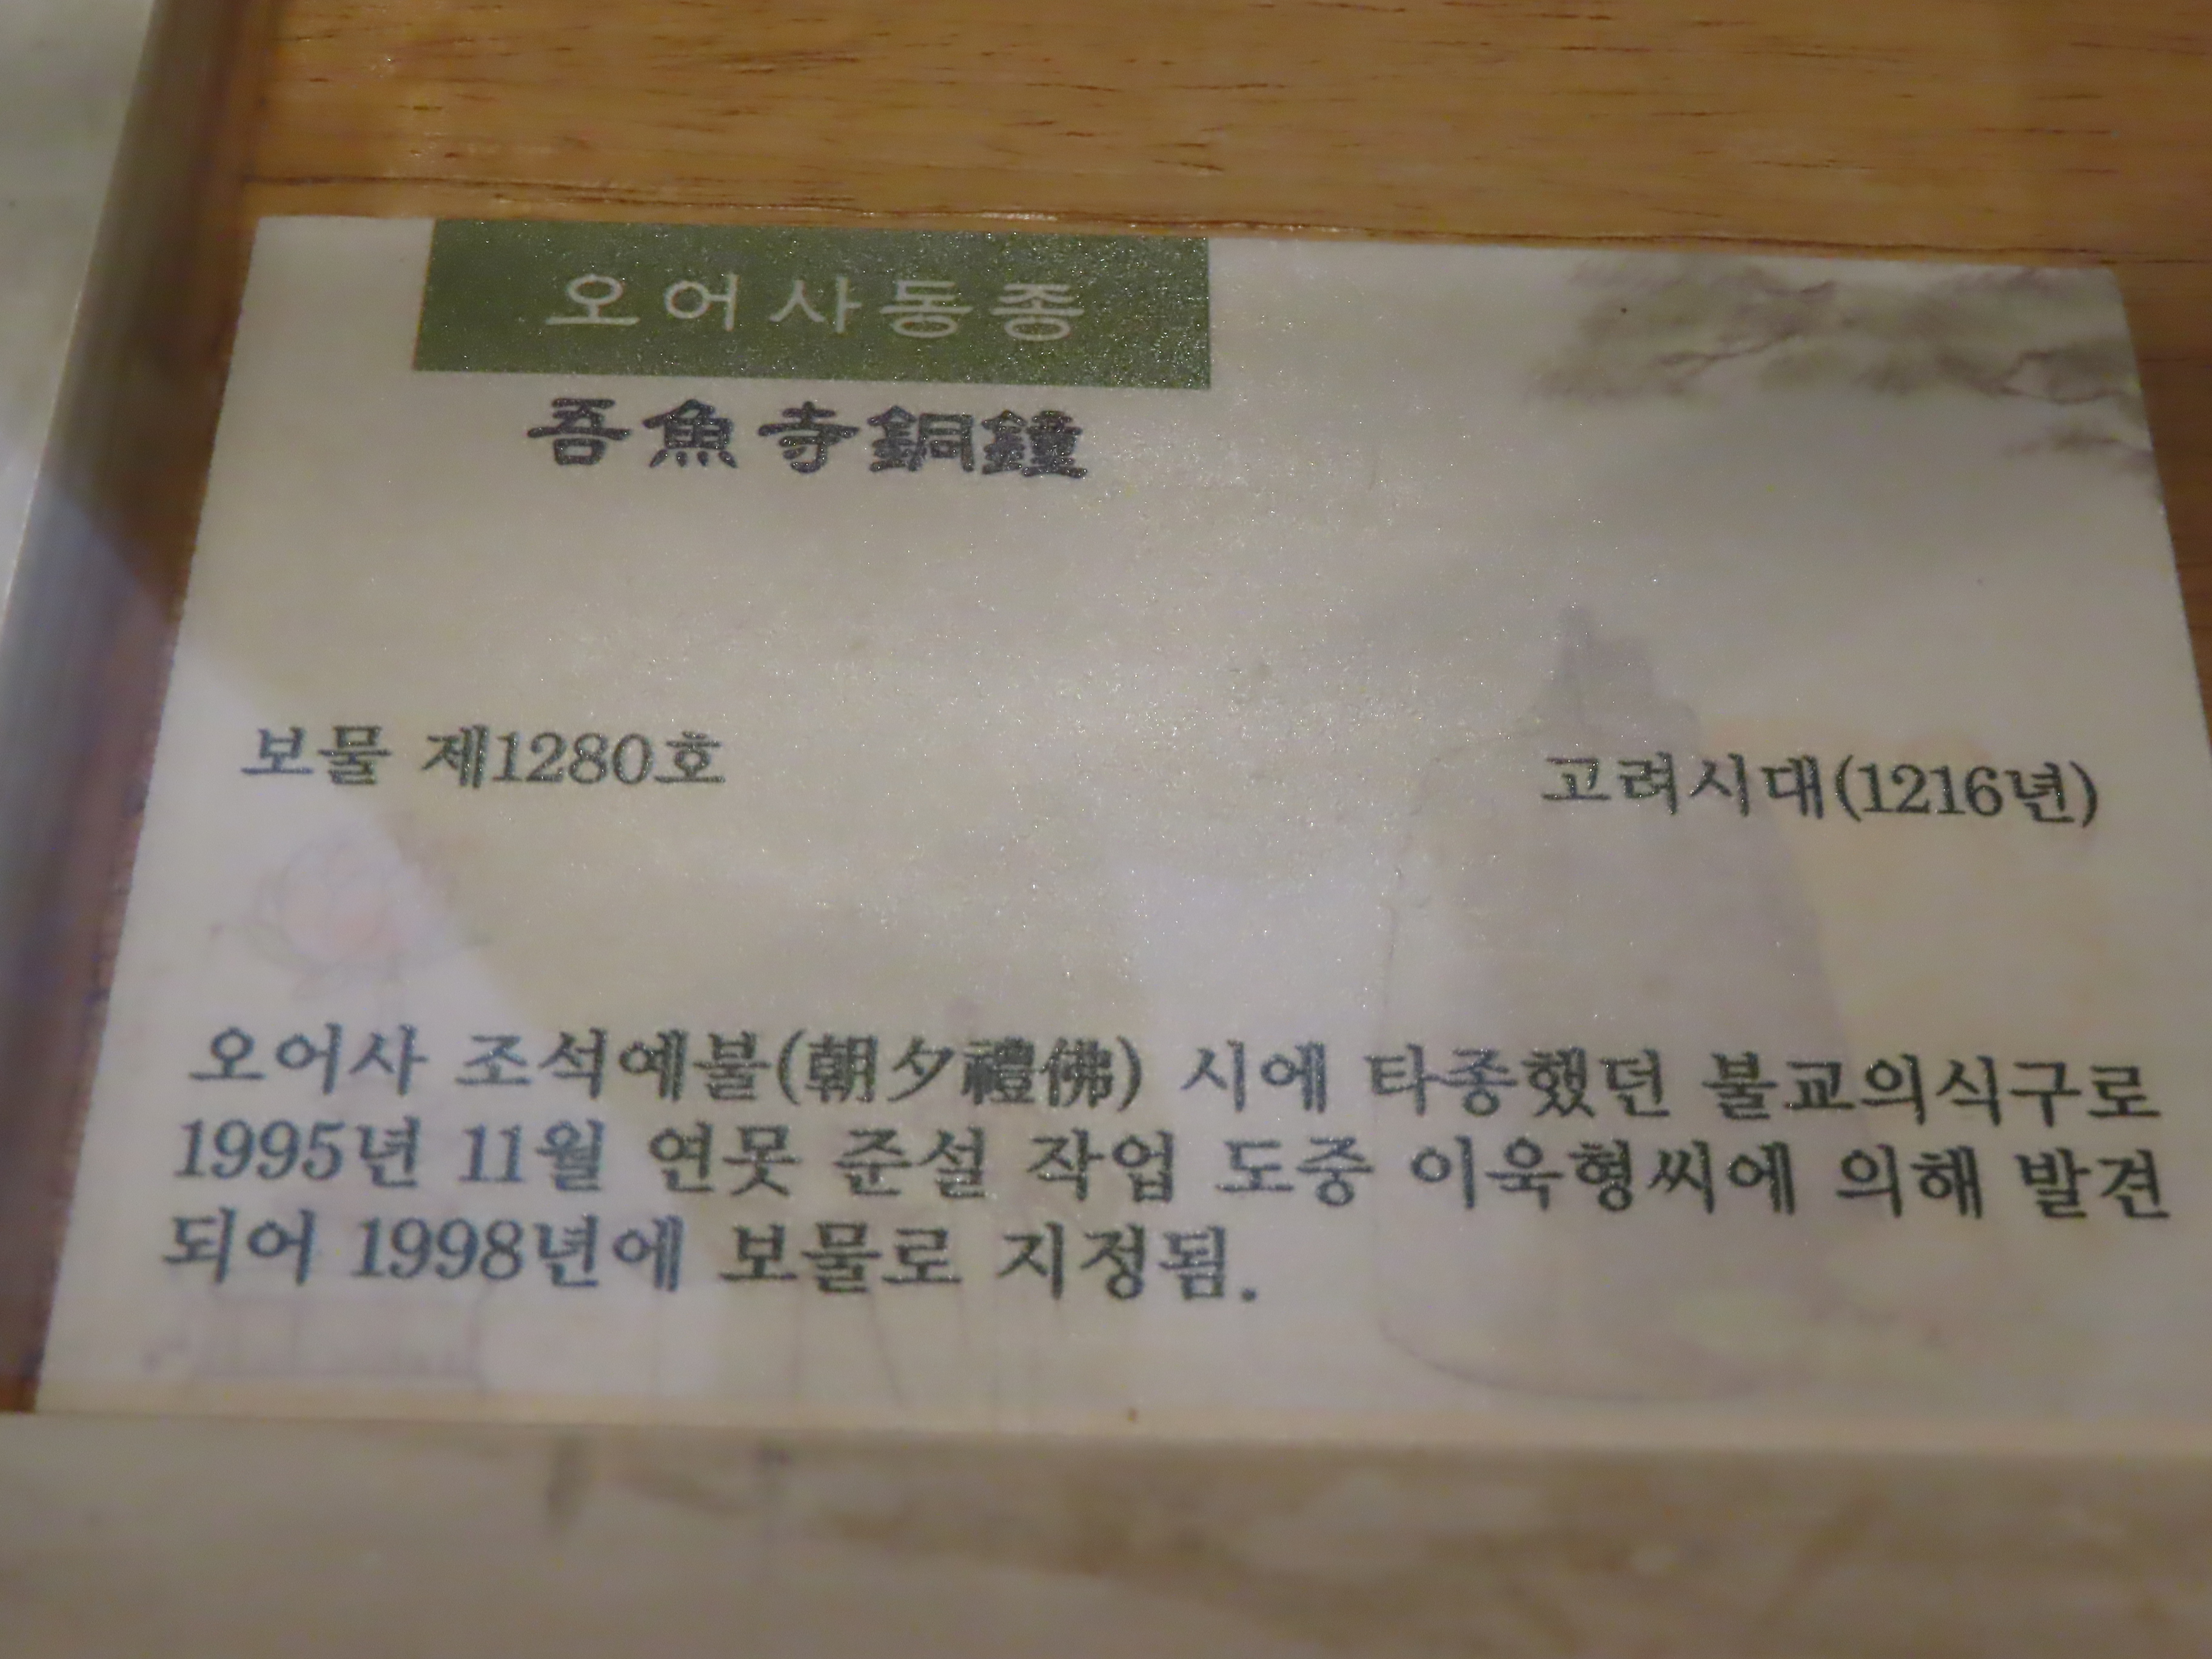 오어사동종
吾魚寺銅鐘
보물 제1280호 고려시대(1216년)
오어사 조석예불(朝夕禮佛) 시에 타종했던 불교의식구로
1995년 11월 연못 준설 작업 도중 이욱형씨에 의해 발견
되어 1998년에 보물로 지정됨.